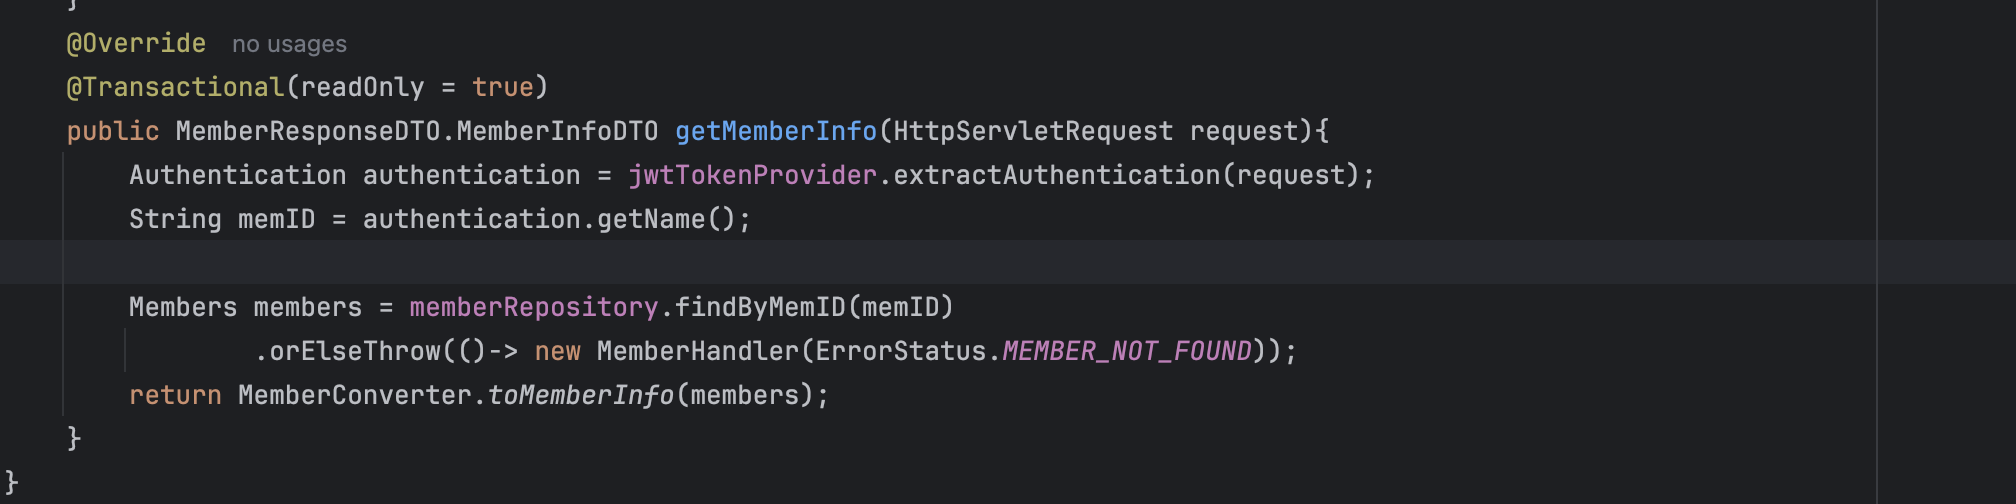 }
@Override no usages
@Transactional(readOnly = true)
public MemberResponseDTO.MemberInfoDTO getMemberInfo(HttpServletRequest request){
Authentication authentication = jwtTokenProvider.extractAuthentication(request);
String memID = authentication.getName();
Members members = memberRepository.findByMemID(memID)
.orElseThrow(()-> new MemberHandler(ErrorStatus.MEMBER_NOT_FOUND));
return MemberConverter.toMemberInfo(members);
}
}